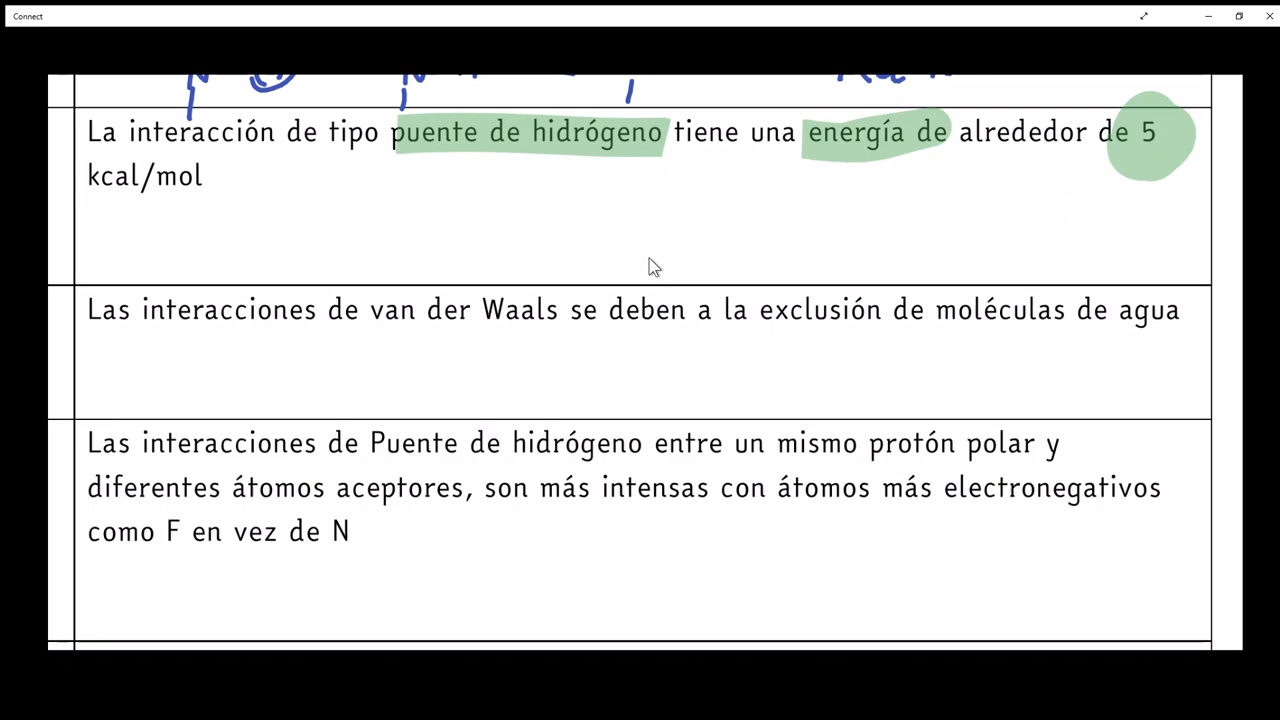 Connect
La interacción de tipo puente de hidrógeno tiene una energía de alrededor de 5
kcal/mol
Las interacciones de van der Waals se deben a la exclusión de moléculas de agua
Las interacciones de Puente de hidrógeno entre un mismo protón polar y
diferentes átomos aceptores, son más intensas con átomos más electronegativos
como F en vez de N